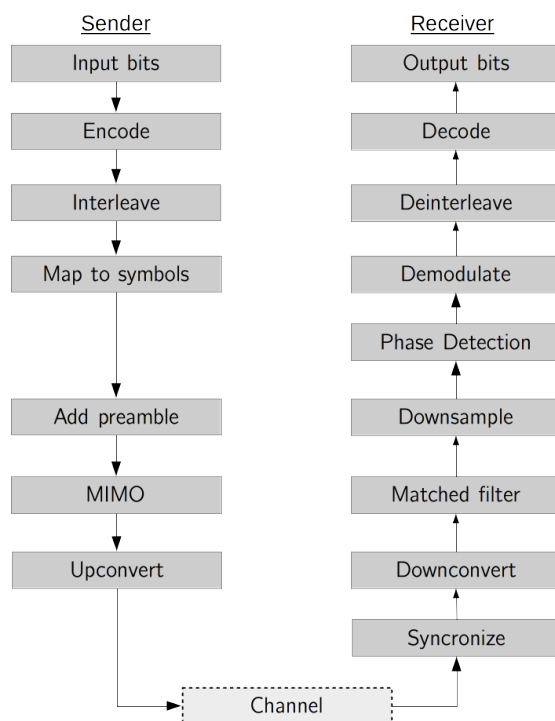 Sender
Input bits
Encode
Interleave
Map to symbols
Add preamble
MIMO
Upconvert
Channel
Receiver
Output bits
Decode
Deinterleave
Demodulate
Phase Detection
Downsample
Matched filter
Downconvert
Syncronize